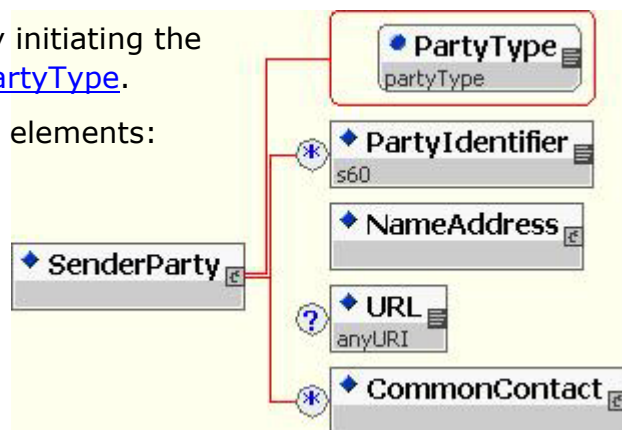 y initiating the
artyType.
elements:
PartyType
partyType
PartyIdentifier
s60
NameAddress
SenderParty
URL
anyURI
CommonContact